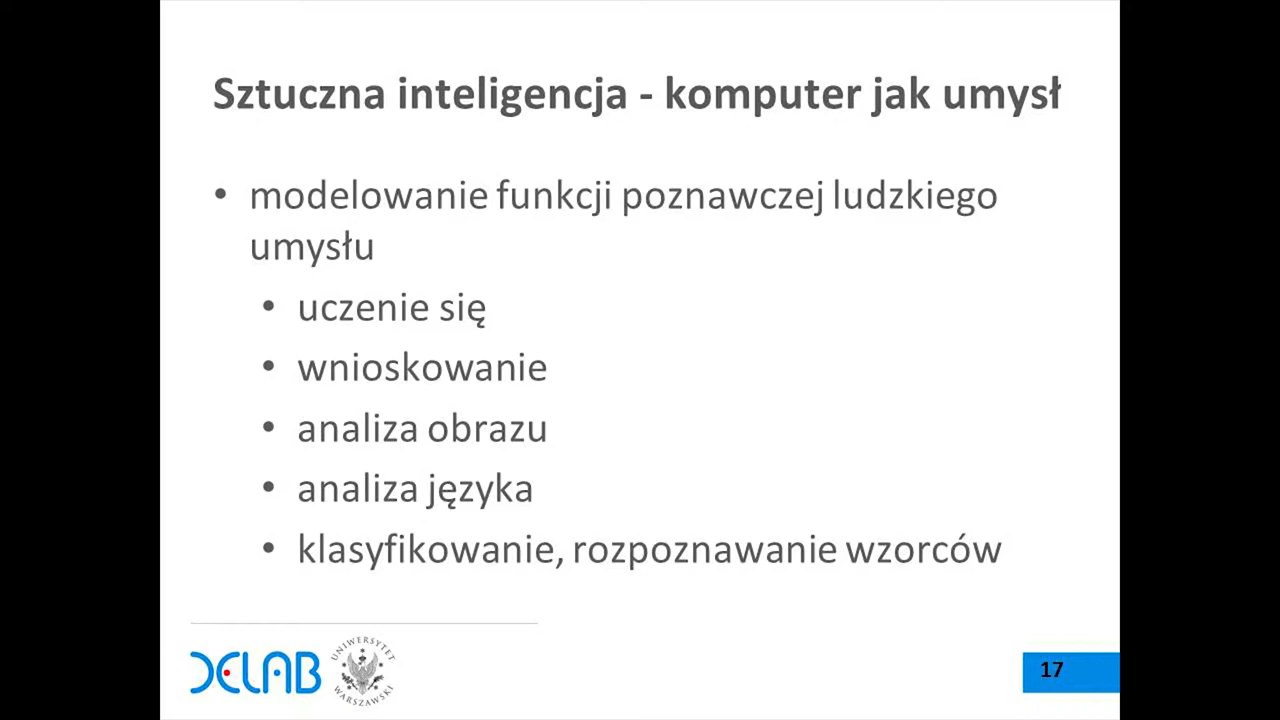 Sztuczna inteligencja - komputer jak umysł
• modelowanie funkcji poznawczej ludzkiego
umysłu
• uczenie się
• wnioskowanie
• analiza obrazu
• analiza języka
• klasyfikowanie, rozpoznawanie wzorców
DELAB
UNIWERSYTET
WARSZAWSKI
17